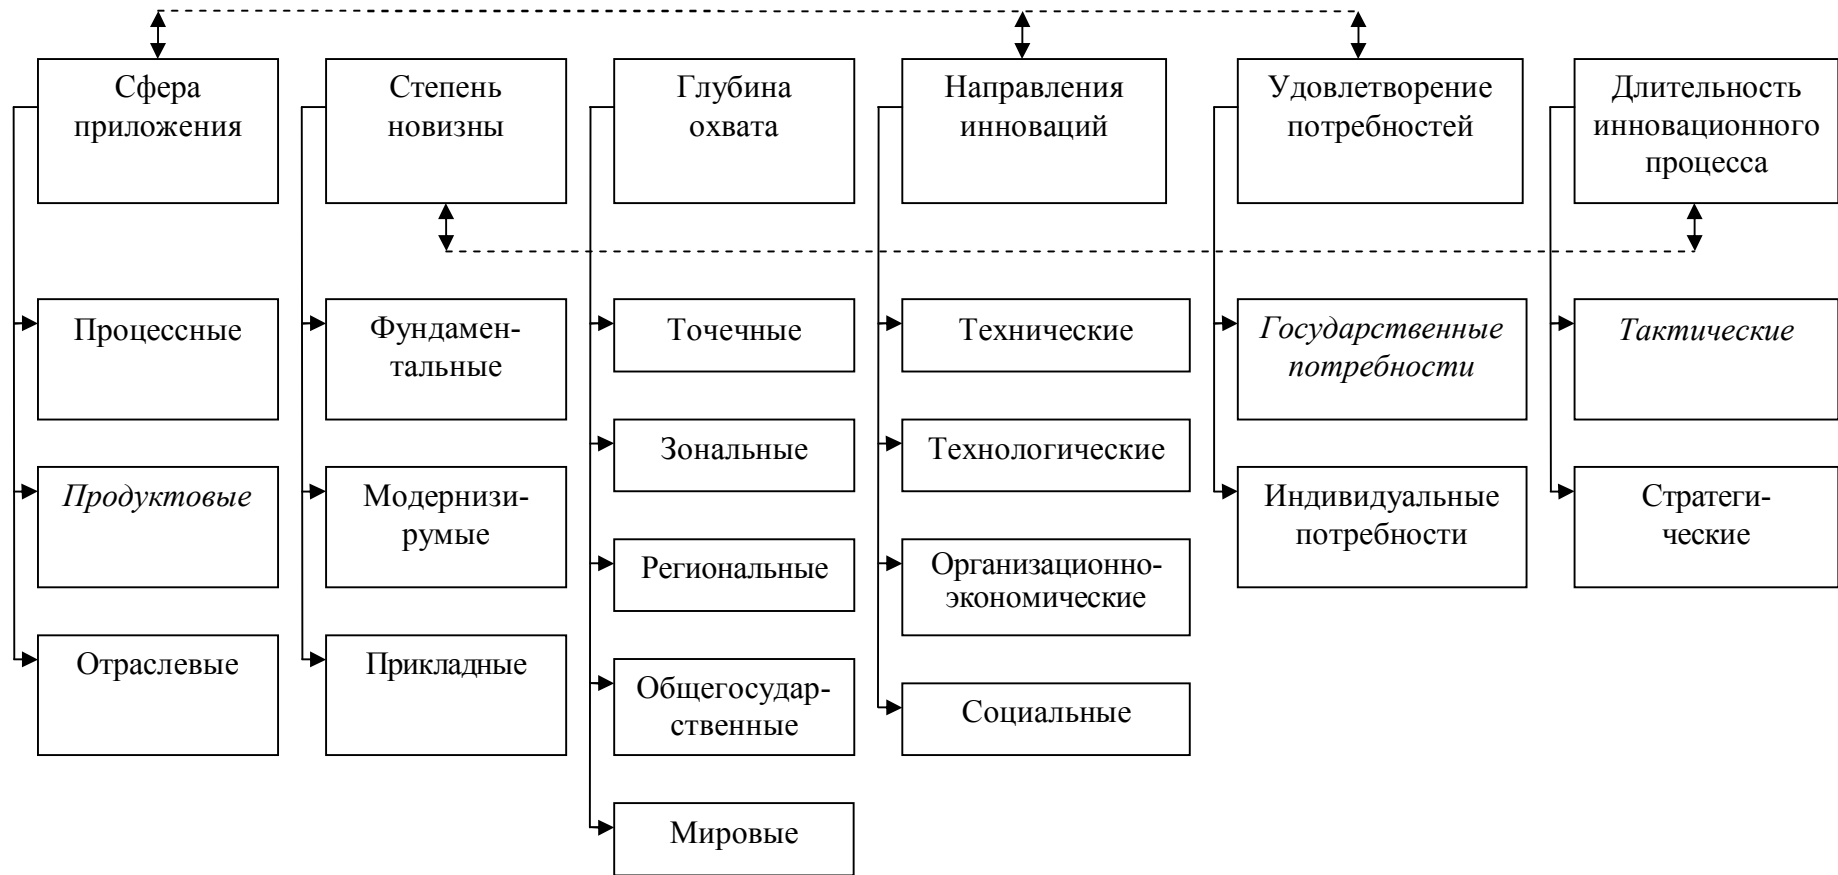 Сфера
приложения
Степень
новизны
Глубина
охвата
Направления
инноваций
Удовлетворение
потребностей
Длительность
инновационного
процесса
Процессные
Фундамен-
тальные
Точечные
Технические
Государственные
потребности
Тактические
Зональные
Технологические
Продуктовые
Модернизи-
румые
Индивидуальные
потребности
Стратеги-
ческие
Региональные
Организационно-
экономические
Отраслевые
Прикладные
Общегосудар-
ственные
Социальные
Мировые